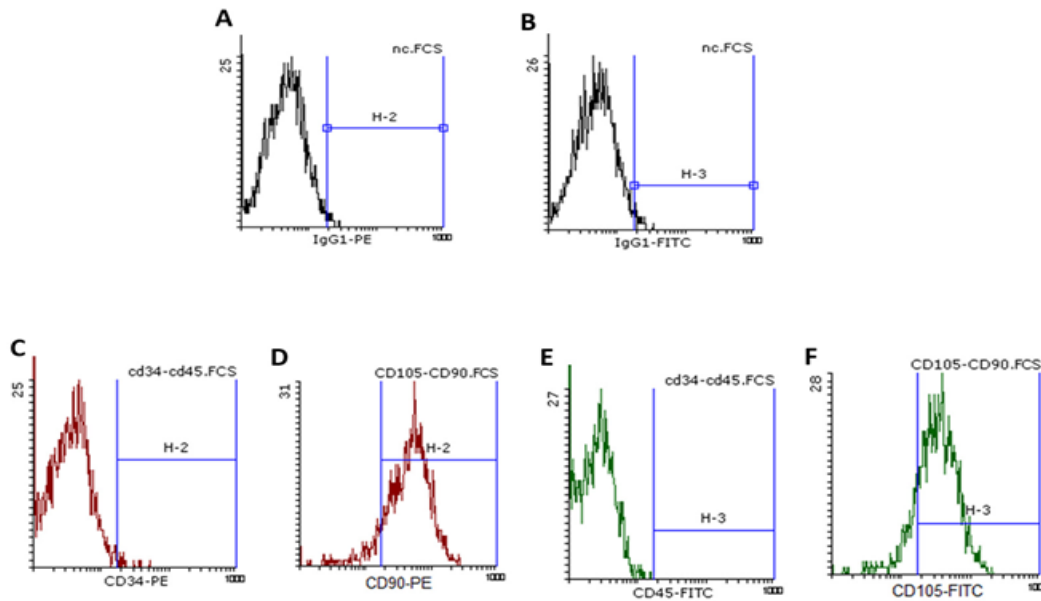 A
nc.FCS
25
H-2
IgG1-PE
1000
B
nc.FCS
26
H-3
IgG1-FITC
1000
C
cd34-cd45.FCS
25
H-2
CD34-PE
1000
D
CD105-CD90.FCS
31
H-2
CD90-PE
1000
E
cd34-cd45.FCS
27
H-3
CD45-FITC
1000
F
CD105-CD90.FCS
28
H-3
CD105-FITC